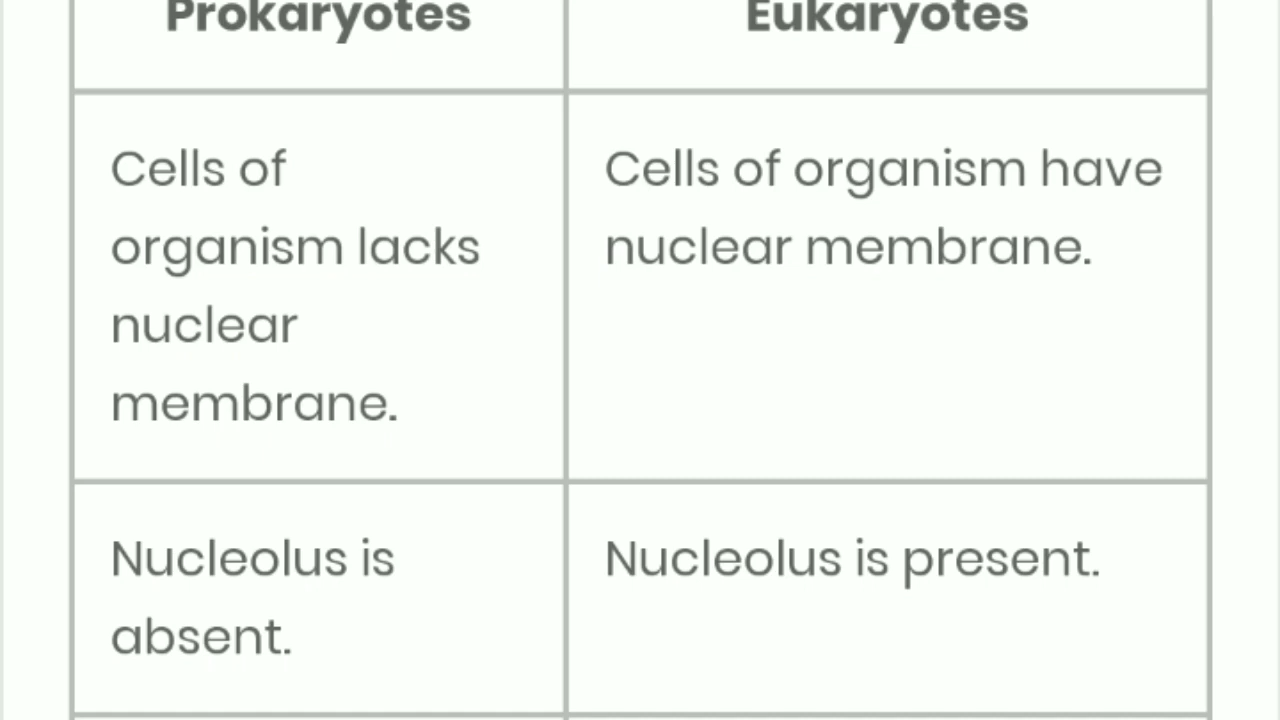 Prokaryotes
Eukaryotes
Cells of
organism lacks
nuclear
membrane.
Cells of organism have
nuclear membrane.
Nucleolus is
absent.
Nucleolus is present.